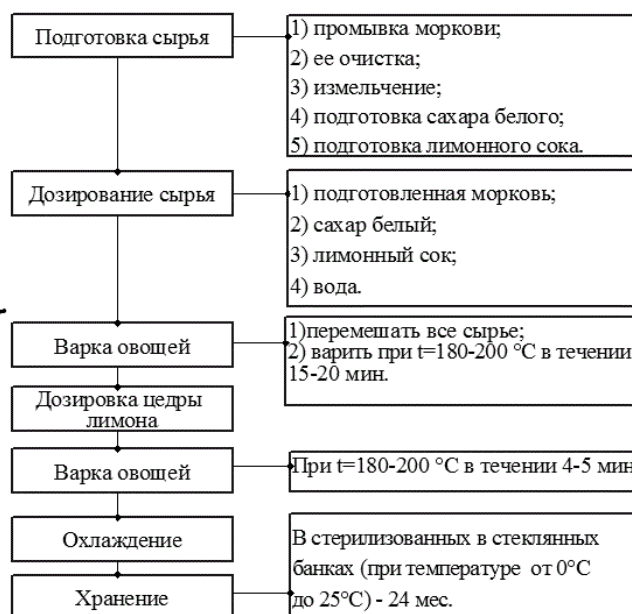 Подготовка сырья
1) промывка моркови;
2) ее очистка;
3) измельчение;
4) подготовка сахара белого;
5) подготовка лимонного сока.
Дозирование сырья
1) подготовленная морковь;
2) сахар белый;
3) лимонный сок;
4) вода.
Варка овощей
1)перемешать все сырье;
2) варить при t=180-200 °С в течении
15-20 мин.
Дозировка цедры
лимона
Варка овощей
При t=180-200 °С в течении 4-5 мин
Охлаждение
Хранение
В стерилизованных в стеклянных
банках (при температуре от 0°С
до 25°С) - 24 мес.